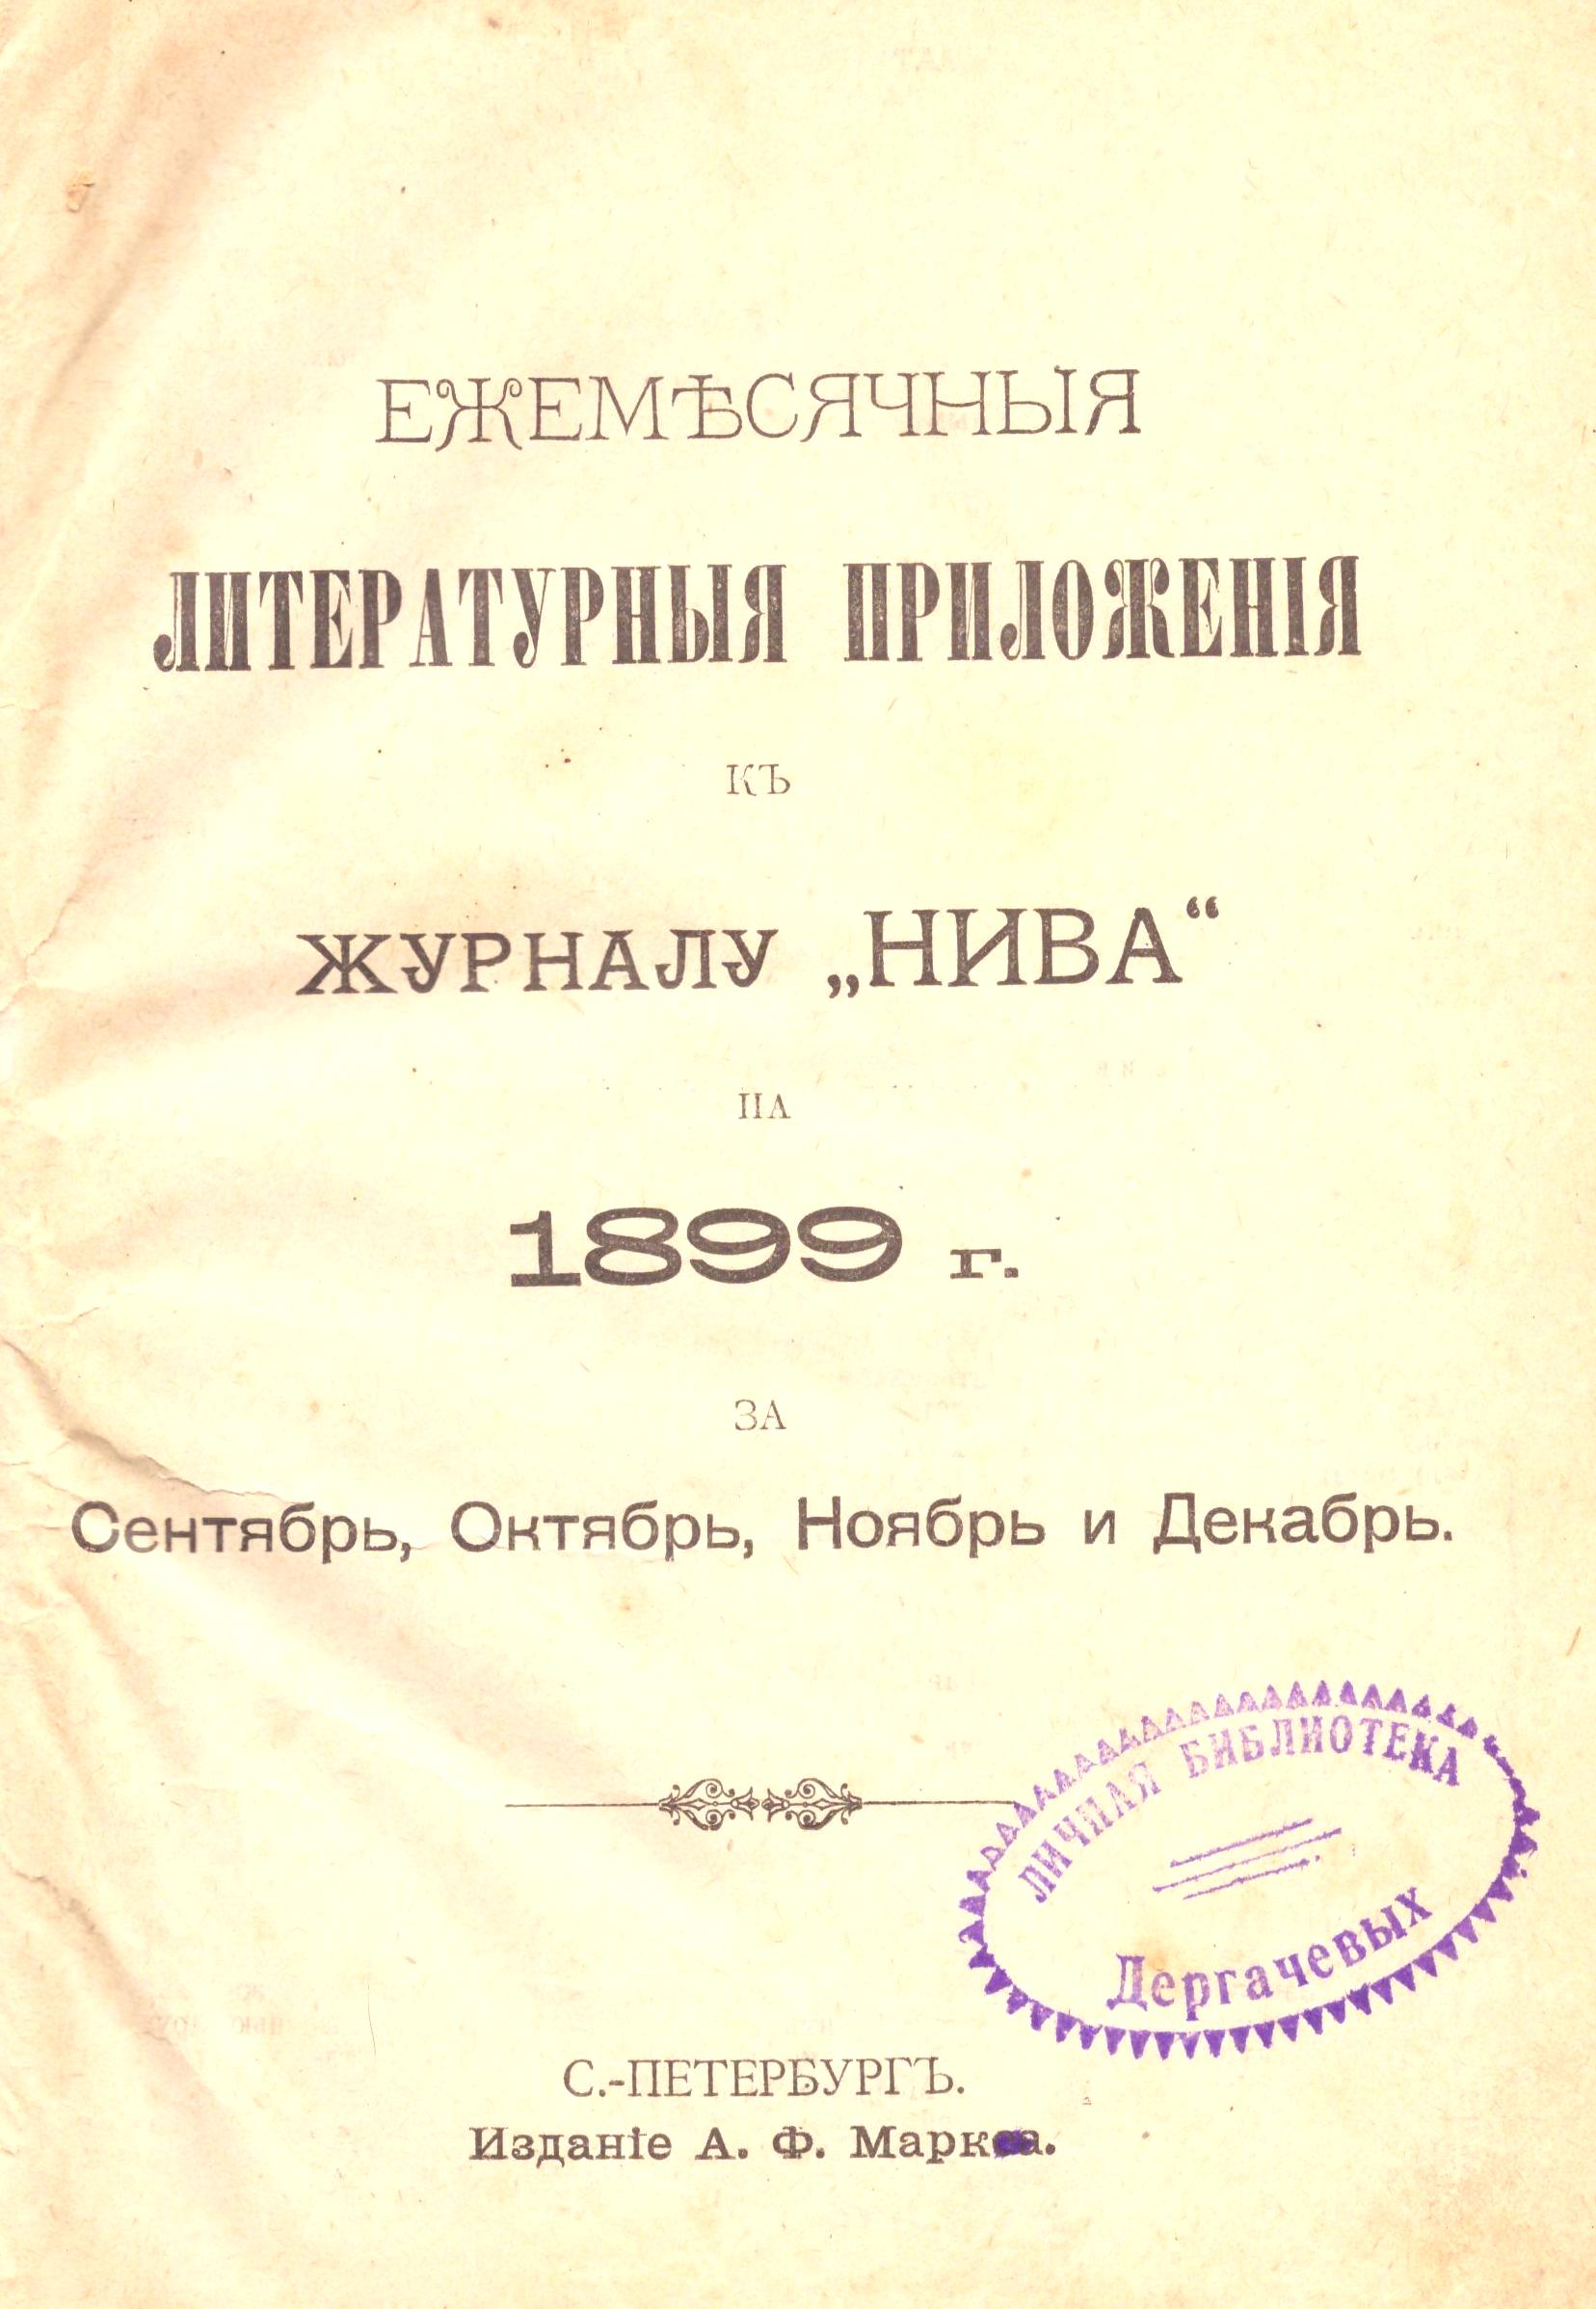 ЕЖЕМѢСЯЧНЫЯ
ЛИТЕРАТУРНЫЯ ПРИЛОЖЕНІЯ
КЪ
ЖУРНАЛУ „НИВА“
НА
1899 г.
ЗА
Сентябрь, Октябрь, Ноябрь и Декабрь.
ЛИЧНАЯ БИБЛИОТЕКА
Дергачевых
С.-ПЕТЕРБУРГЪ.
Изданіе А. Ф. Маркса.